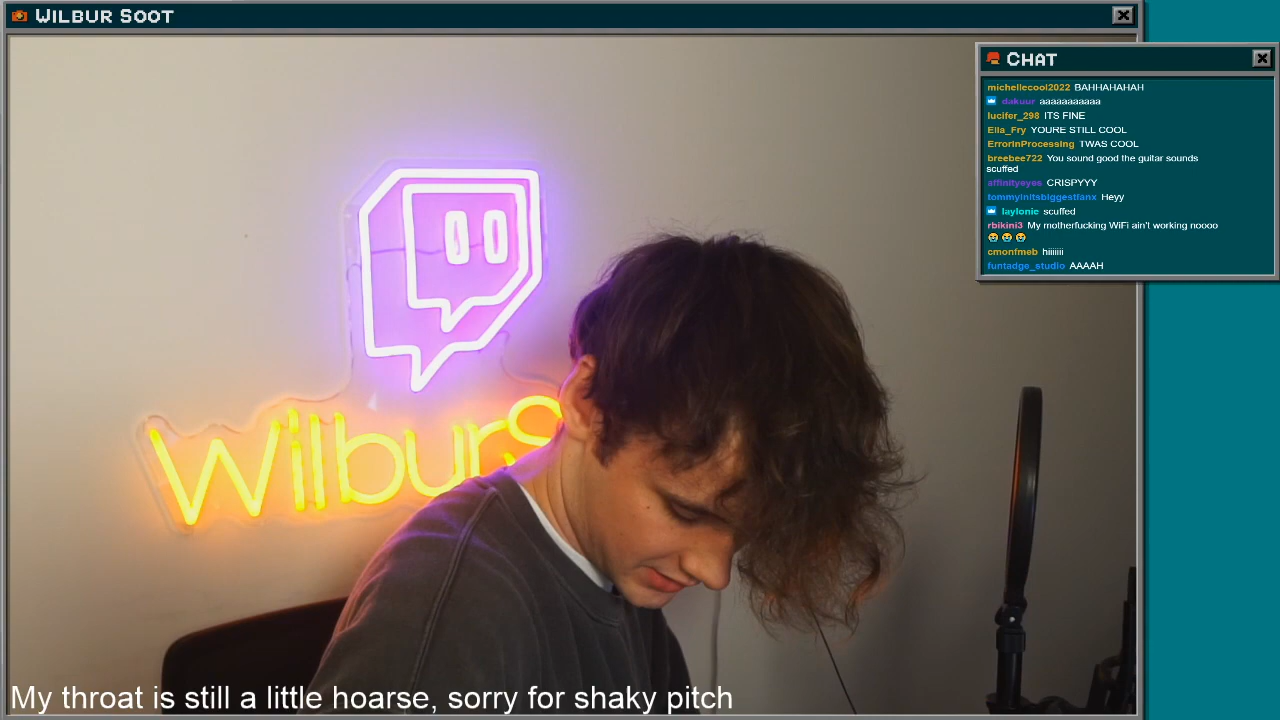 Wilbur Soot
Chat
michellecool2022 BAHHAHAHAH
dakuur aaaaaaaaaaa
lucifer_298 ITS FINE
Ella_Fry YOURE STILL COOL
ErrorInProcessing TWAS COOL
breebee722 You sound good the guitar sounds
scuffed
affinityeyes CRISPYYY
tommyinitsbiggestfanx Heyy
laylonie scuffed
rbikini3 My motherfucking WiFi ain't working noooo
😭 😭 😭
cmonfmeb hiiiiiii
funtadge_studio AAAAH
WilburS
My throat is still a little hoarse, sorry for shaky pitch